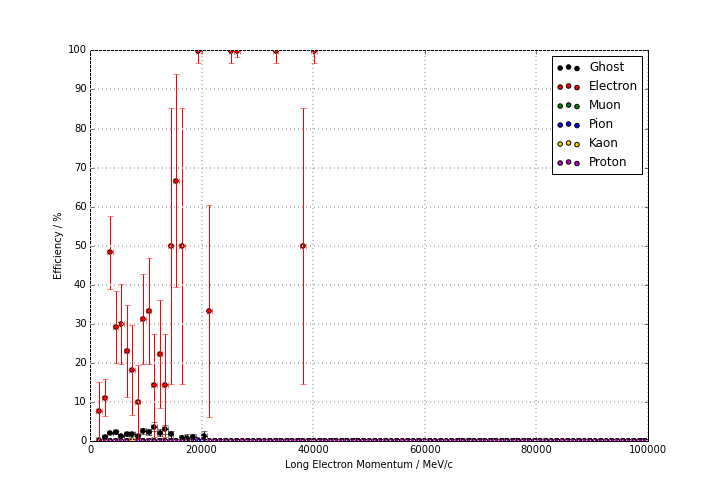 100
90
80
70
60
50
40
30
20
10
0
Efficiency / %
0 20000 40000 60000 80000 100000
Long Electron Momentum / MeV/c
Ghost
Electron
Muon
Pion
Kaon
Proton